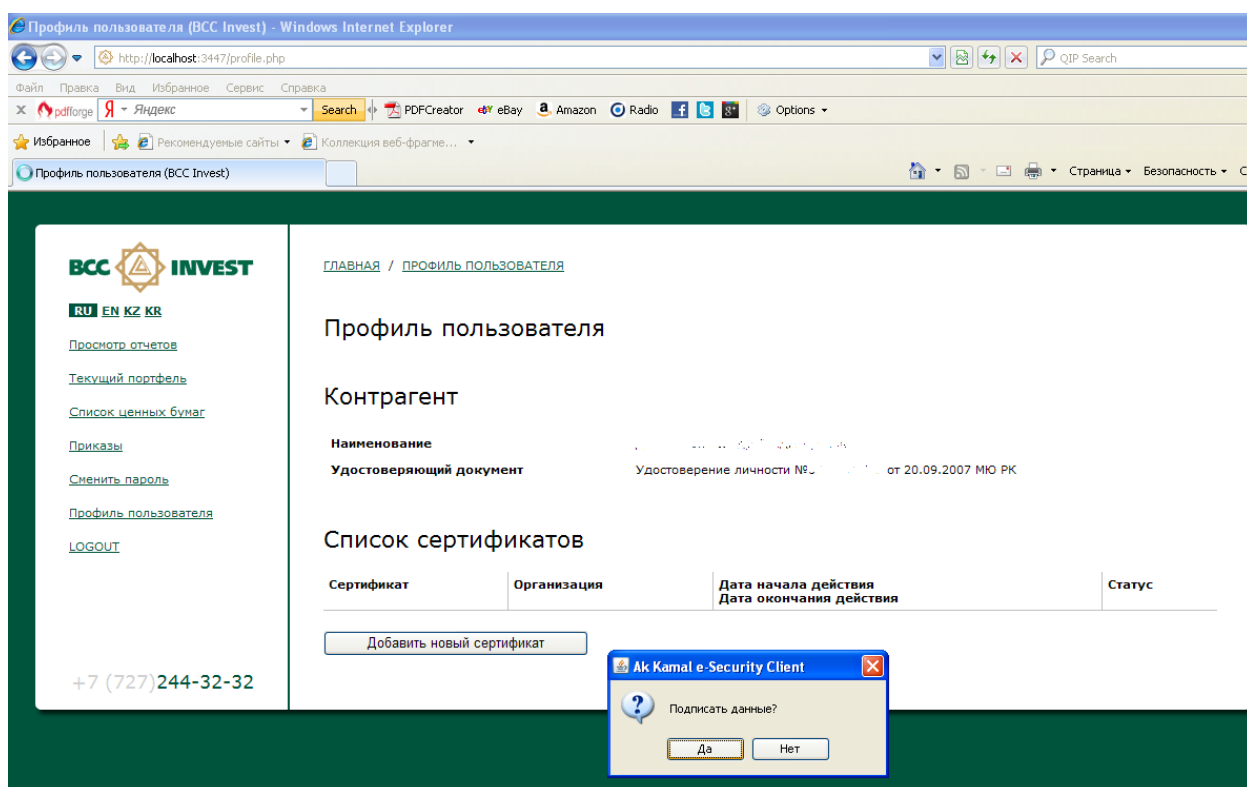 Профиль пользователя (BCC Invest) - Windows Internet Explorer
http://localhost:3447/profile.php
QIP Search
Файл Правка Вид Избранное Сервис Справка
X pdfforge Я Яндекс Search PDFCreator eBay Amazon Radio Options
Избранное Рекомендуемые сайты Коллекция веб-фрагме...
Профиль пользователя (BCC Invest)
Страница Безопасность С
BCC INVEST
RU EN KZ KR
Просмотр отчетов
Текущий портфель
Список ценных бумаг
Приказы
Сменить пароль
Профиль пользователя
LOGOUT
+7 (727)244-32-32
ГЛАВНАЯ / ПРОФИЛЬ ПОЛЬЗОВАТЕЛЯ
Профиль пользователя
Контрагент
Наименование
Удостоверяющий документ Удостоверение личности № от 20.09.2007 МЮ РК
Список сертификатов
Сертификат Организация Дата начала действия Статус
Дата окончания действия
Добавить новый сертификат
Ak Kamal e-Security Client
Подписать данные?
Да Нет